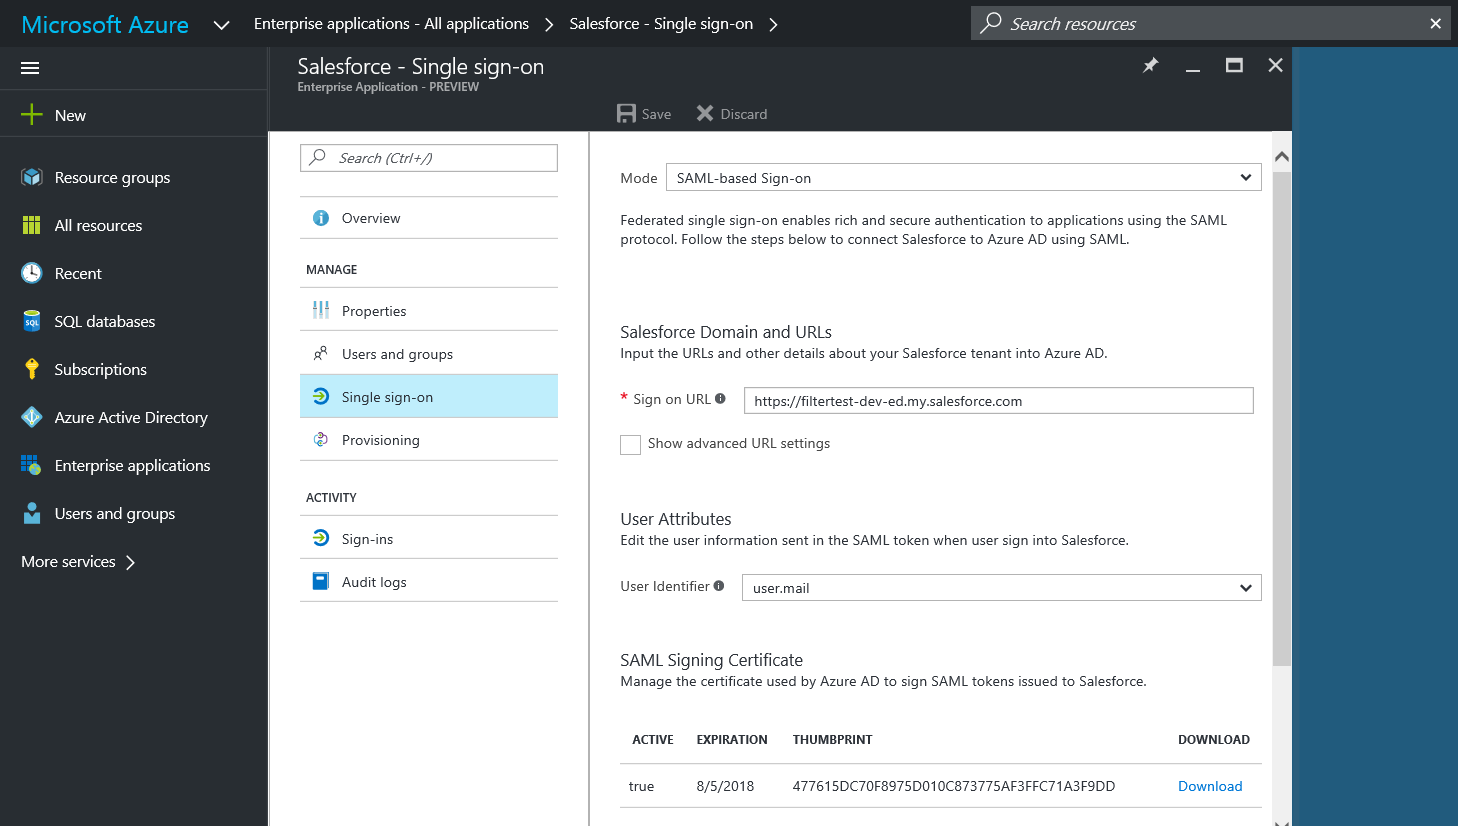 Microsoft Azure
Enterprise applications - All applications
Salesforce - Single sign-on
Search resources
New
Resource groups
All resources
Recent
SQL databases
Subscriptions
Azure Active Directory
Enterprise applications
Users and groups
More services
Salesforce - Single sign-on
Enterprise Application - PREVIEW
Save
Discard
Search (Ctrl+/)
Overview
MANAGE
Properties
Users and groups
Single sign-on
Provisioning
ACTIVITY
Sign-ins
Audit logs
Mode
SAML-based Sign-on
Federated single sign-on enables rich and secure authentication to applications using the SAML
protocol. Follow the steps below to connect Salesforce to Azure AD using SAML.
Salesforce Domain and URLs
Input the URLs and other details about your Salesforce tenant into Azure AD.
* Sign on URL
https://filtertest-dev-ed.my.salesforce.com
Show advanced URL settings
User Attributes
Edit the user information sent in the SAML token when user sign into Salesforce.
User Identifier
user.mail
SAML Signing Certificate
Manage the certificate used by Azure AD to sign SAML tokens issued to Salesforce.
ACTIVE EXPIRATION THUMBPRINT DOWNLOAD
true 8/5/2018 477615DC70F8975D010C873775AF3FFC71A3F9DD Download